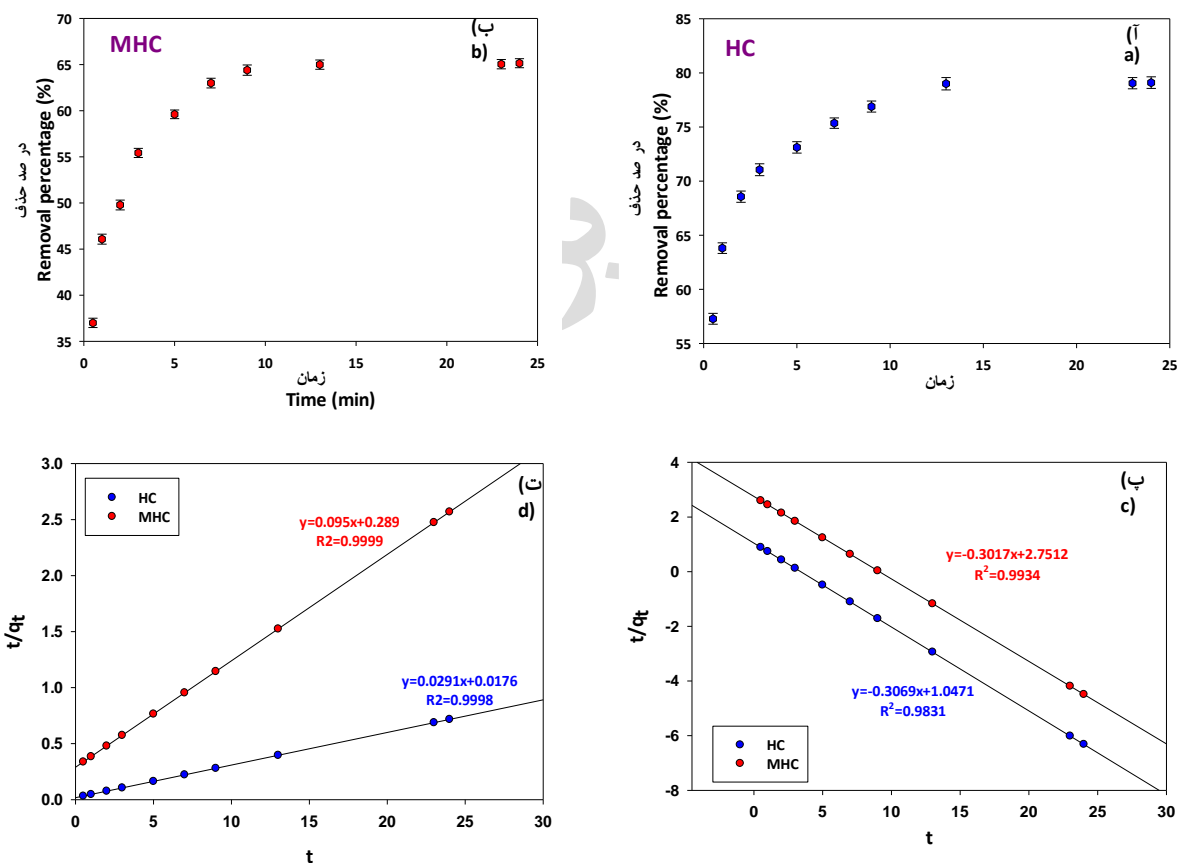 MHC
ب)
b)
70
65
60
55
50
45
40
35
در صد حذف
Removal percentage (%)
0 5 10 15 20 25
زمان
Time (min)
HC
آ)
a)
85
80
75
70
65
60
55
در صد حذف
Removal percentage (%)
0 5 10 15 20 25
زمان
ت)
d)
HC
MHC
3.0
2.5
2.0
1.5
1.0
0.5
0.0
t/qt
y=0.095x+0.289
R2=0.9999
y=0.0291x+0.0176
R2=0.9998
0 5 10 15 20 25 30
t
پ)
c)
4
2
0
-2
-4
-6
-8
t/qt
y=-0.3017x+2.7512
R²=0.9934
y=-0.3069x+1.0471
R²=0.9831
HC
MHC
0 5 10 15 20 25 30
t